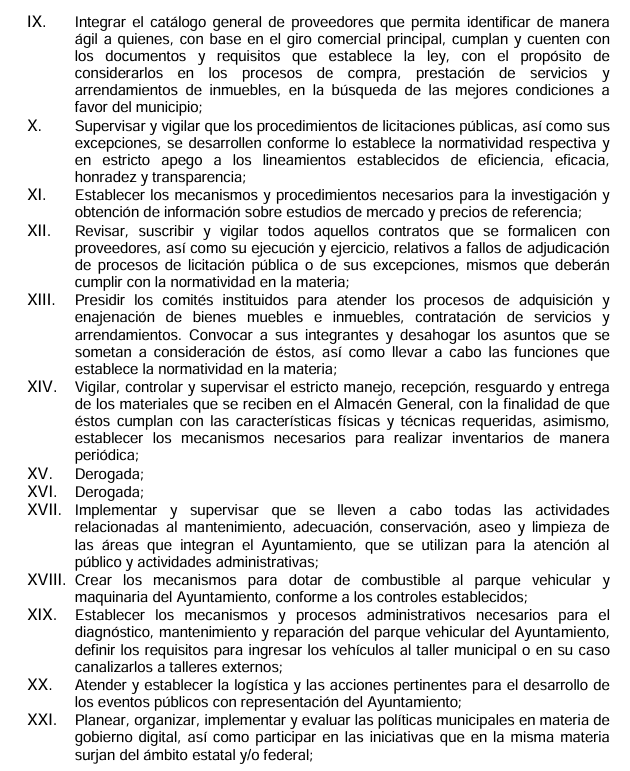 IX. Integrar el catálogo general de proveedores que permita identificar de manera
ágil a quienes, con base en el giro comercial principal, cumplan y cuenten con
los documentos y requisitos que establece la ley, con el propósito de
considerarlos en los procesos de compra, prestación de servicios y
arrendamientos de inmuebles, en la búsqueda de las mejores condiciones a
favor del municipio;
X. Supervisar y vigilar que los procedimientos de licitaciones públicas, así como sus
excepciones, se desarrollen conforme lo establece la normatividad respectiva y
en estricto apego a los lineamientos establecidos de eficiencia, eficacia,
honradez y transparencia;
XI. Establecer los mecanismos y procedimientos necesarios para la investigación y
obtención de información sobre estudios de mercado y precios de referencia;
XII. Revisar, suscribir y vigilar todos aquellos contratos que se formalicen con
proveedores, así como su ejecución y ejercicio, relativos a fallos de adjudicación
de procesos de licitación pública o de sus excepciones, mismos que deberán
cumplir con la normatividad en la materia;
XIII. Presidir los comités instituidos para atender los procesos de adquisición y
enajenación de bienes muebles e inmuebles, contratación de servicios y
arrendamientos. Convocar a sus integrantes y desahogar los asuntos que se
sometan a consideración de éstos, así como llevar a cabo las funciones que
establece la normatividad en la materia;
XIV. Vigilar, controlar y supervisar el estricto manejo, recepción, resguardo y entrega
de los materiales que se reciben en el Almacén General, con la finalidad de que
éstos cumplan con las características físicas y técnicas requeridas, asimismo,
establecer los mecanismos necesarios para realizar inventarios de manera
periódica;
XV. Derogada;
XVI. Derogada;
XVII. Implementar y supervisar que se lleven a cabo todas las actividades
relacionadas al mantenimiento, adecuación, conservación, aseo y limpieza de
las áreas que integran el Ayuntamiento, que se utilizan para la atención al
público y actividades administrativas;
XVIII. Crear los mecanismos para dotar de combustible al parque vehicular y
maquinaria del Ayuntamiento, conforme a los controles establecidos;
XIX. Establecer los mecanismos y procesos administrativos necesarios para el
diagnóstico, mantenimiento y reparación del parque vehicular del Ayuntamiento,
definir los requisitos para ingresar los vehículos al taller municipal o en su caso
canalizarlos a talleres externos;
XX. Atender y establecer la logística y las acciones pertinentes para el desarrollo de
los eventos públicos con representación del Ayuntamiento;
XXI. Planear, organizar, implementar y evaluar las políticas municipales en materia de
gobierno digital, así como participar en las iniciativas que en la misma materia
surjan del ámbito estatal y/o federal;